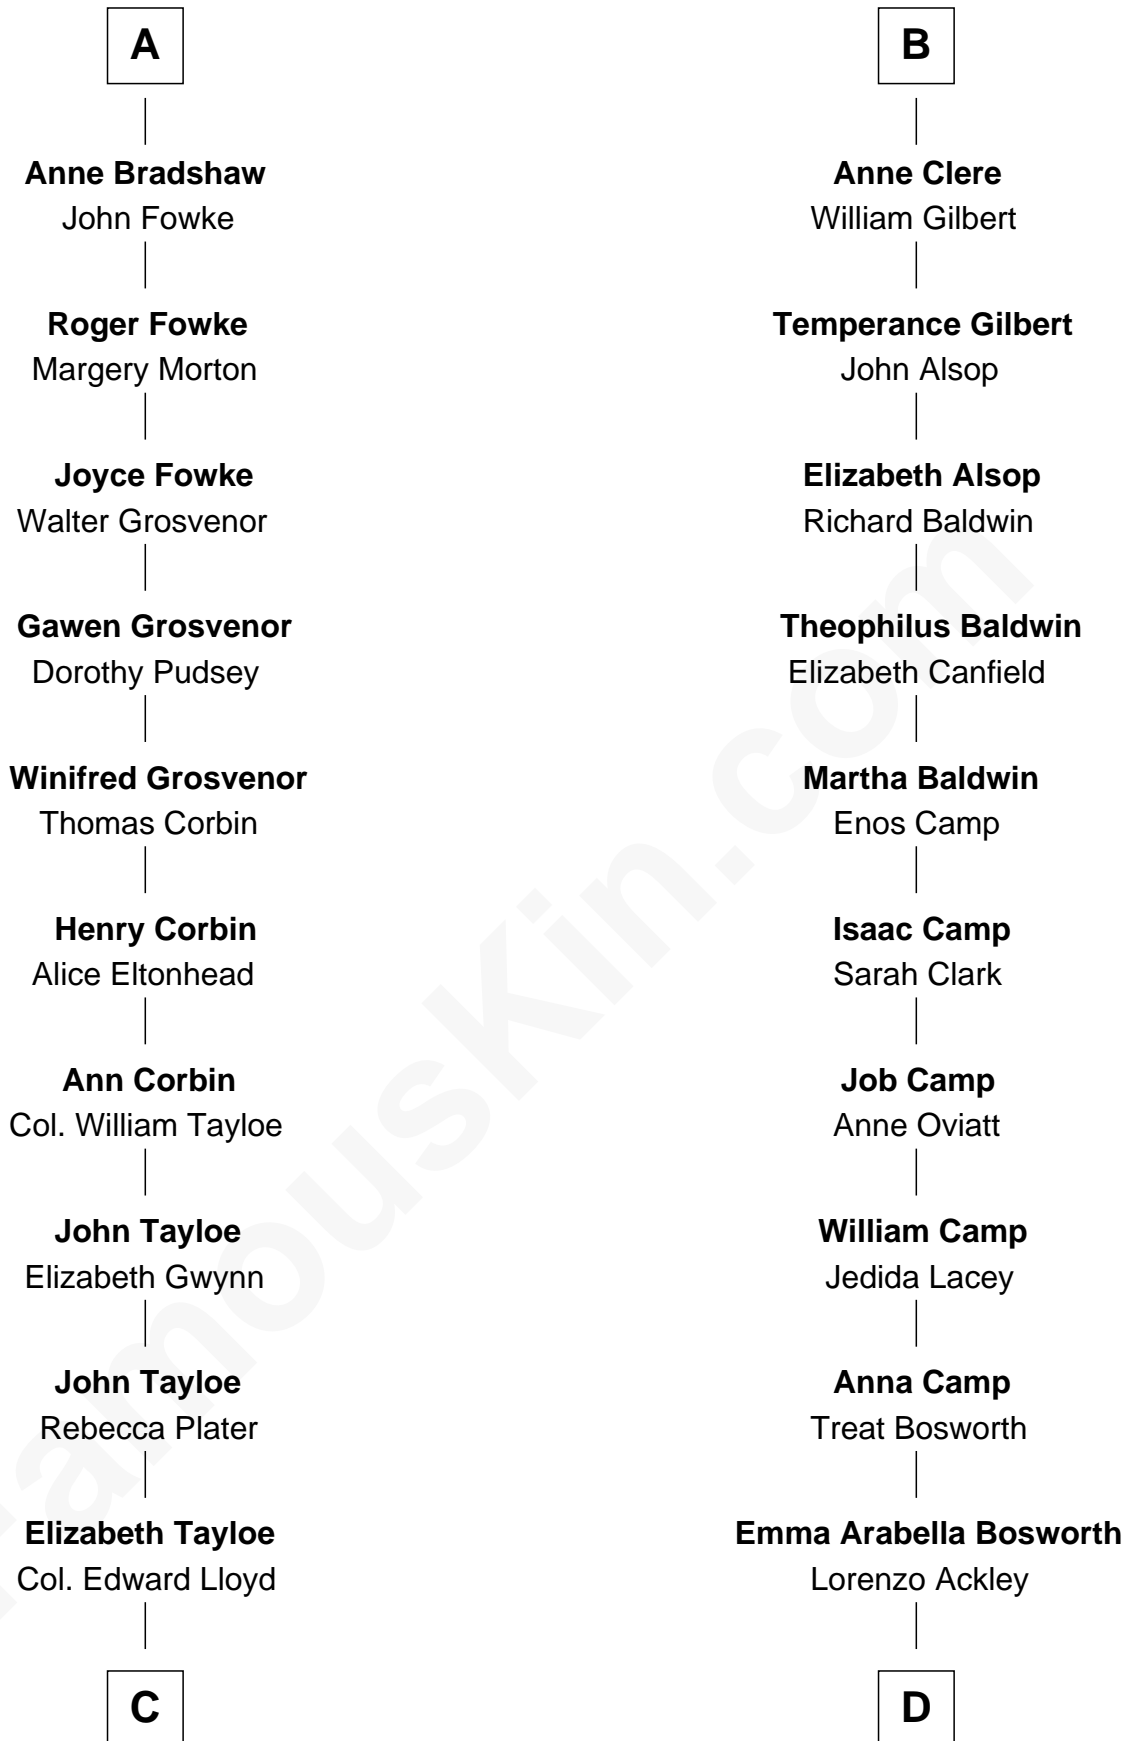 A
Anne Bradshaw
John Fowke
Roger Fowke
Margery Morton
Joyce Fowke
Walter Grosvenor
Gawen Grosvenor
Dorothy Pudsey
Winifred Grosvenor
Thomas Corbin
Henry Corbin
Alice Eltonhead
Ann Corbin
Col. William Tayloe
John Tayloe
Elizabeth Gwynn
John Tayloe
Rebecca Plater
Elizabeth Tayloe
Col. Edward Lloyd
C
B
Anne Clere
William Gilbert
Temperance Gilbert
John Alsop
Elizabeth Alsop
Richard Baldwin
Theophilus Baldwin
Elizabeth Canfield
Martha Baldwin
Enos Camp
Isaac Camp
Sarah Clark
Job Camp
Anne Oviatt
William Camp
Jedida Lacey
Anna Camp
Treat Bosworth
Emma Arabella Bosworth
Lorenzo Ackley
D
FamousKin.com